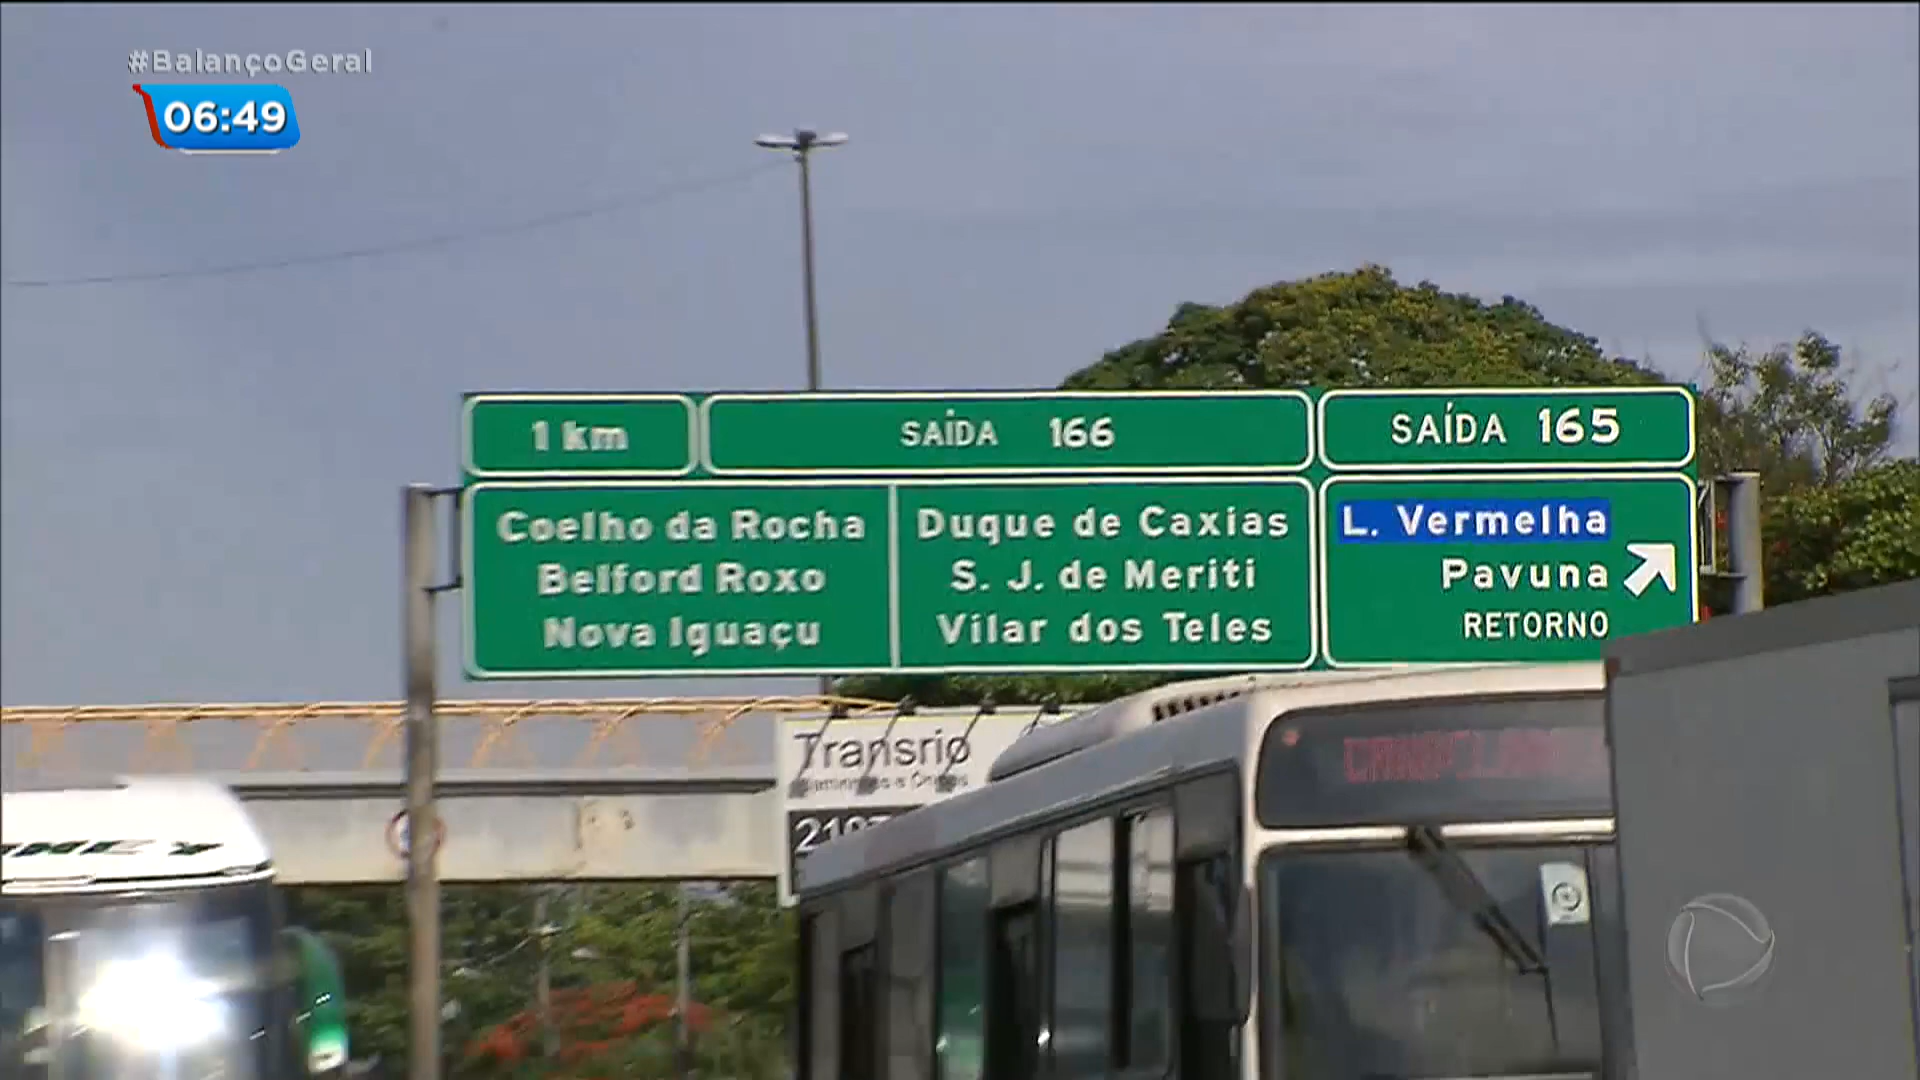 #BalançoGeral
06:49
1 km
SAÍDA 166
SAÍDA 165
Coelho da Rocha
Belford Roxo
Nova Iguaçu
Duque de Caxias
S. J. de Meriti
Vilar dos Teles
L. Vermelha
Pavuna
RETORNO
Transrio